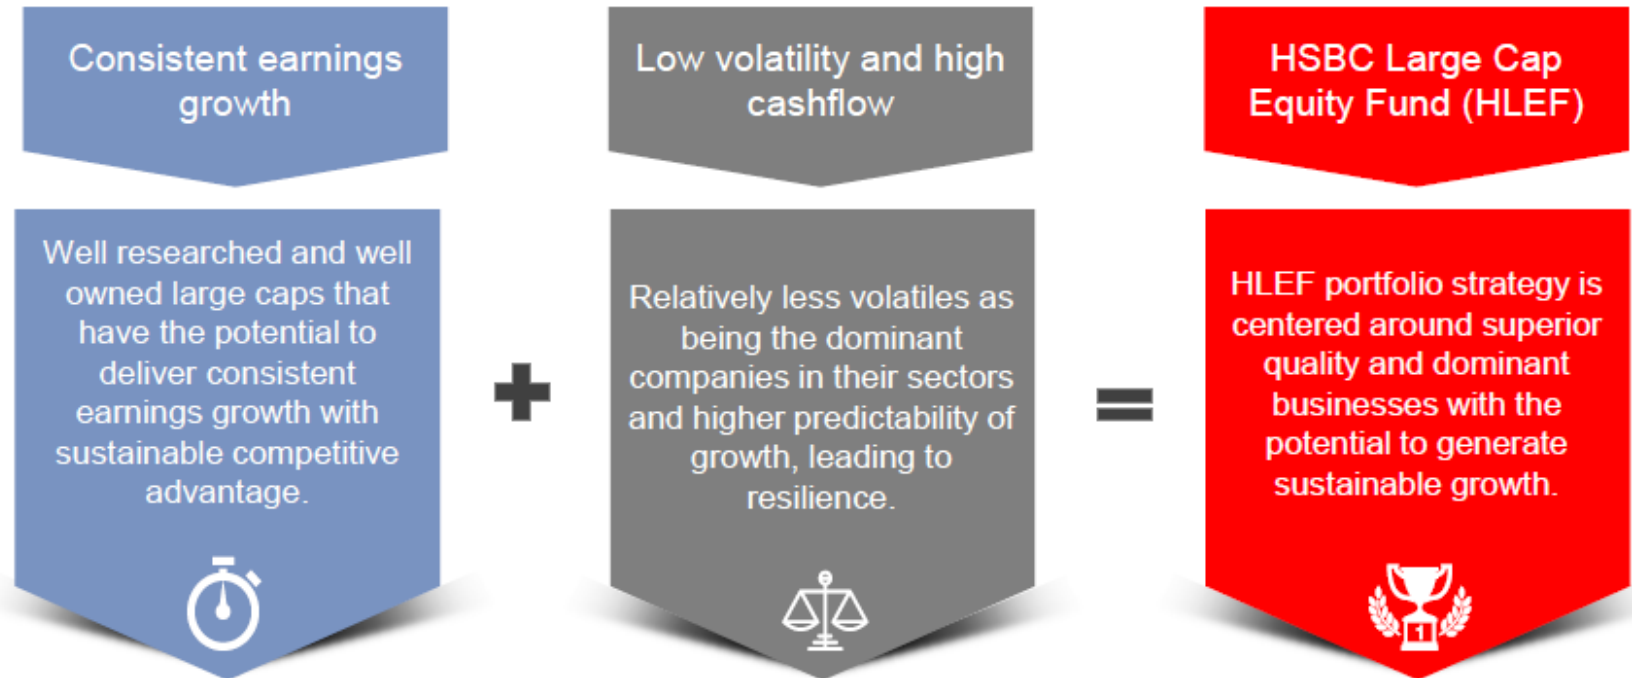 Consistent earnings
growth
Well researched and well
owned large caps that
have the potential to
deliver consistent
earnings growth with
sustainable competitive
advantage.
Low volatility and high
cashflow
Relatively less volatiles as
being the dominant
companies in their sectors
and higher predictability of
growth, leading to
resilience.
HSBC Large Cap
Equity Fund (HLEF)
HLEF portfolio strategy is
centered around superior
quality and dominant
businesses with the
potential to generate
sustainable growth.
1